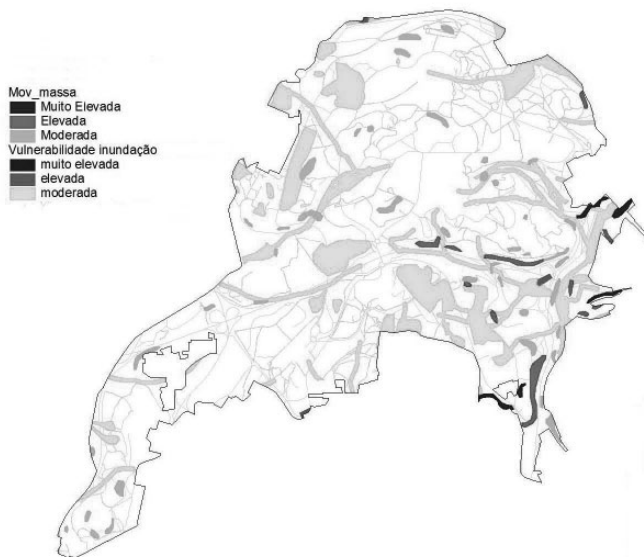 Mov_massa
Muito Elevada
Elevada
Moderada
Vulnerabilidade inundação
muito elevada
elevada
moderada